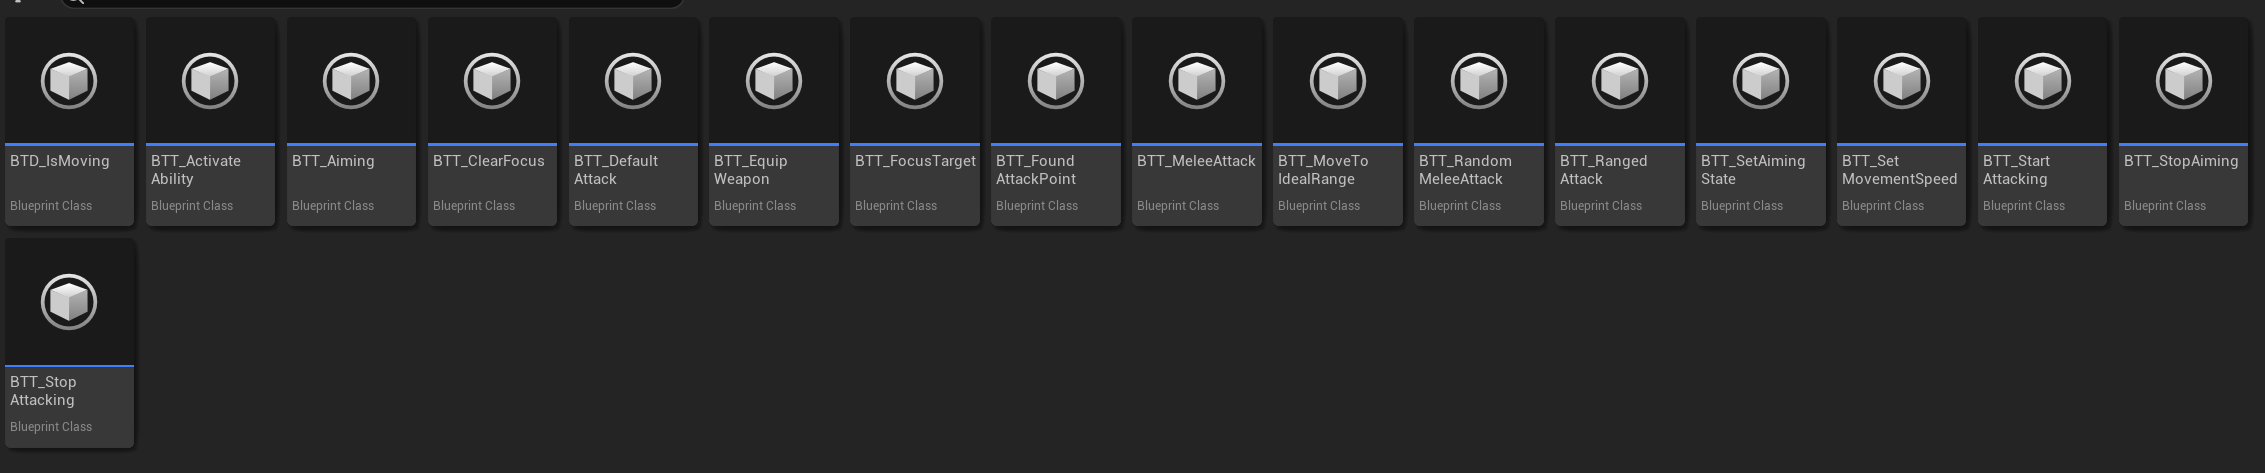 BTD_IsMoving
Blueprint Class
BTT_Activate
Ability
Blueprint Class
BTT_Aiming
Blueprint Class
BTT_ClearFocus
Blueprint Class
BTT_Default
Attack
Blueprint Class
BTT_Equip
Weapon
Blueprint Class
BTT_FocusTarget
Blueprint Class
BTT_Found
AttackPoint
Blueprint Class
BTT_MeleeAttack
Blueprint Class
BTT_MoveTo
IdealRange
Blueprint Class
BTT_Random
MeleeAttack
Blueprint Class
BTT_Ranged
Attack
Blueprint Class
BTT_SetAiming
State
Blueprint Class
BTT_Set
MovementSpeed
Blueprint Class
BTT_Start
Attacking
Blueprint Class
BTT_StopAiming
Blueprint Class
BTT_Stop
Attacking
Blueprint Class